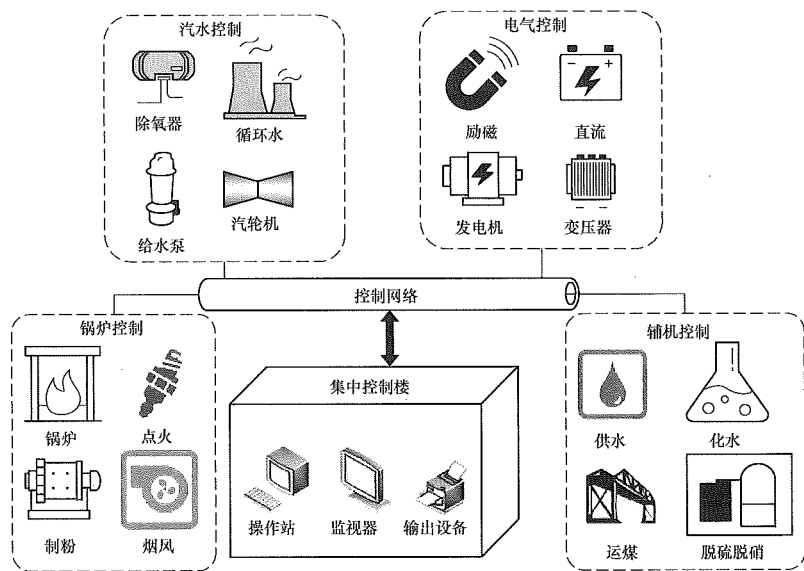 汽水控制
除氧器
循环水
给水泵
汽轮机
电气控制
励磁
直流
发电机
变压器
控制网络
锅炉控制
锅炉
点火
制粉
烟风
集中控制楼
操作站
监视器
输出设备
辅机控制
供水
化水
运煤
脱硫脱硝